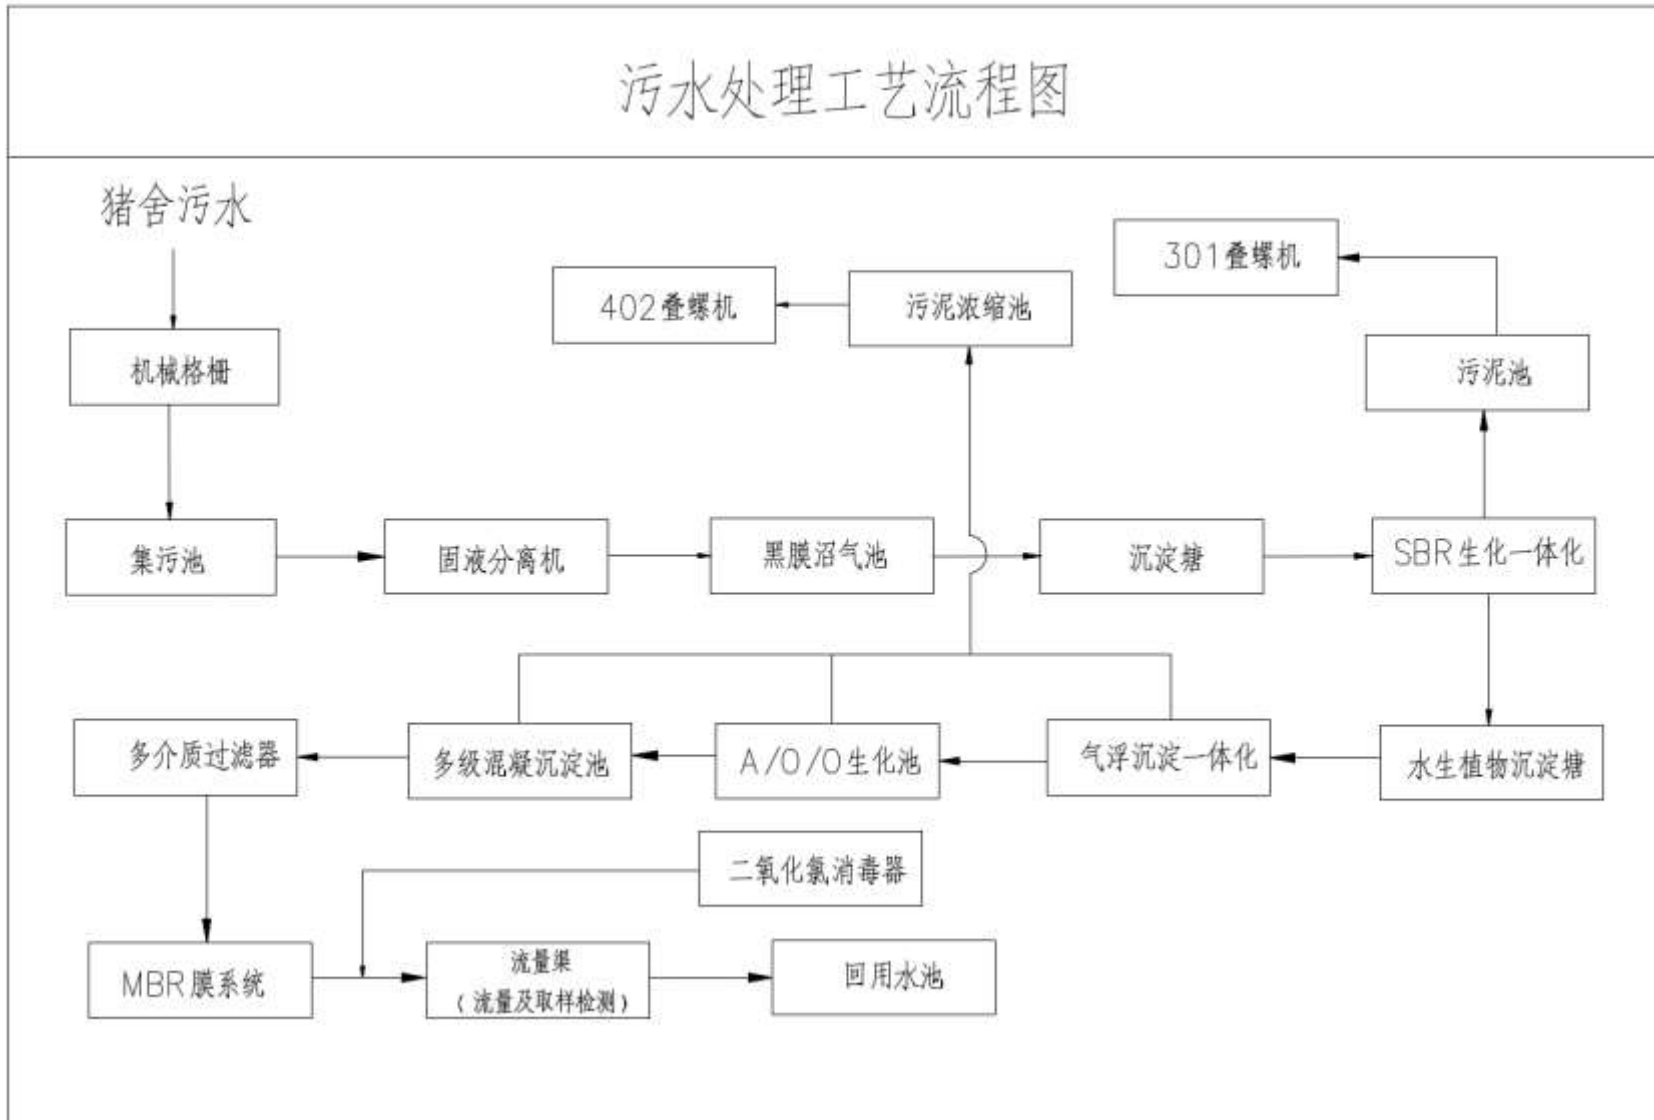 污水处理工艺流程图
猪舍污水
301叠螺机
402叠螺机
污泥浓缩池
机械格栅
污泥池
集污池
固液分离机
黑膜沼气池
沉淀塘
SBR生化一体化
多介质过滤器
多级混凝沉淀池
A/O/O生化池
气浮沉淀一体化
水生植物沉淀塘
二氧化氯消毒器
MBR膜系统
流量渠
（流量及取样检测）
回用水池